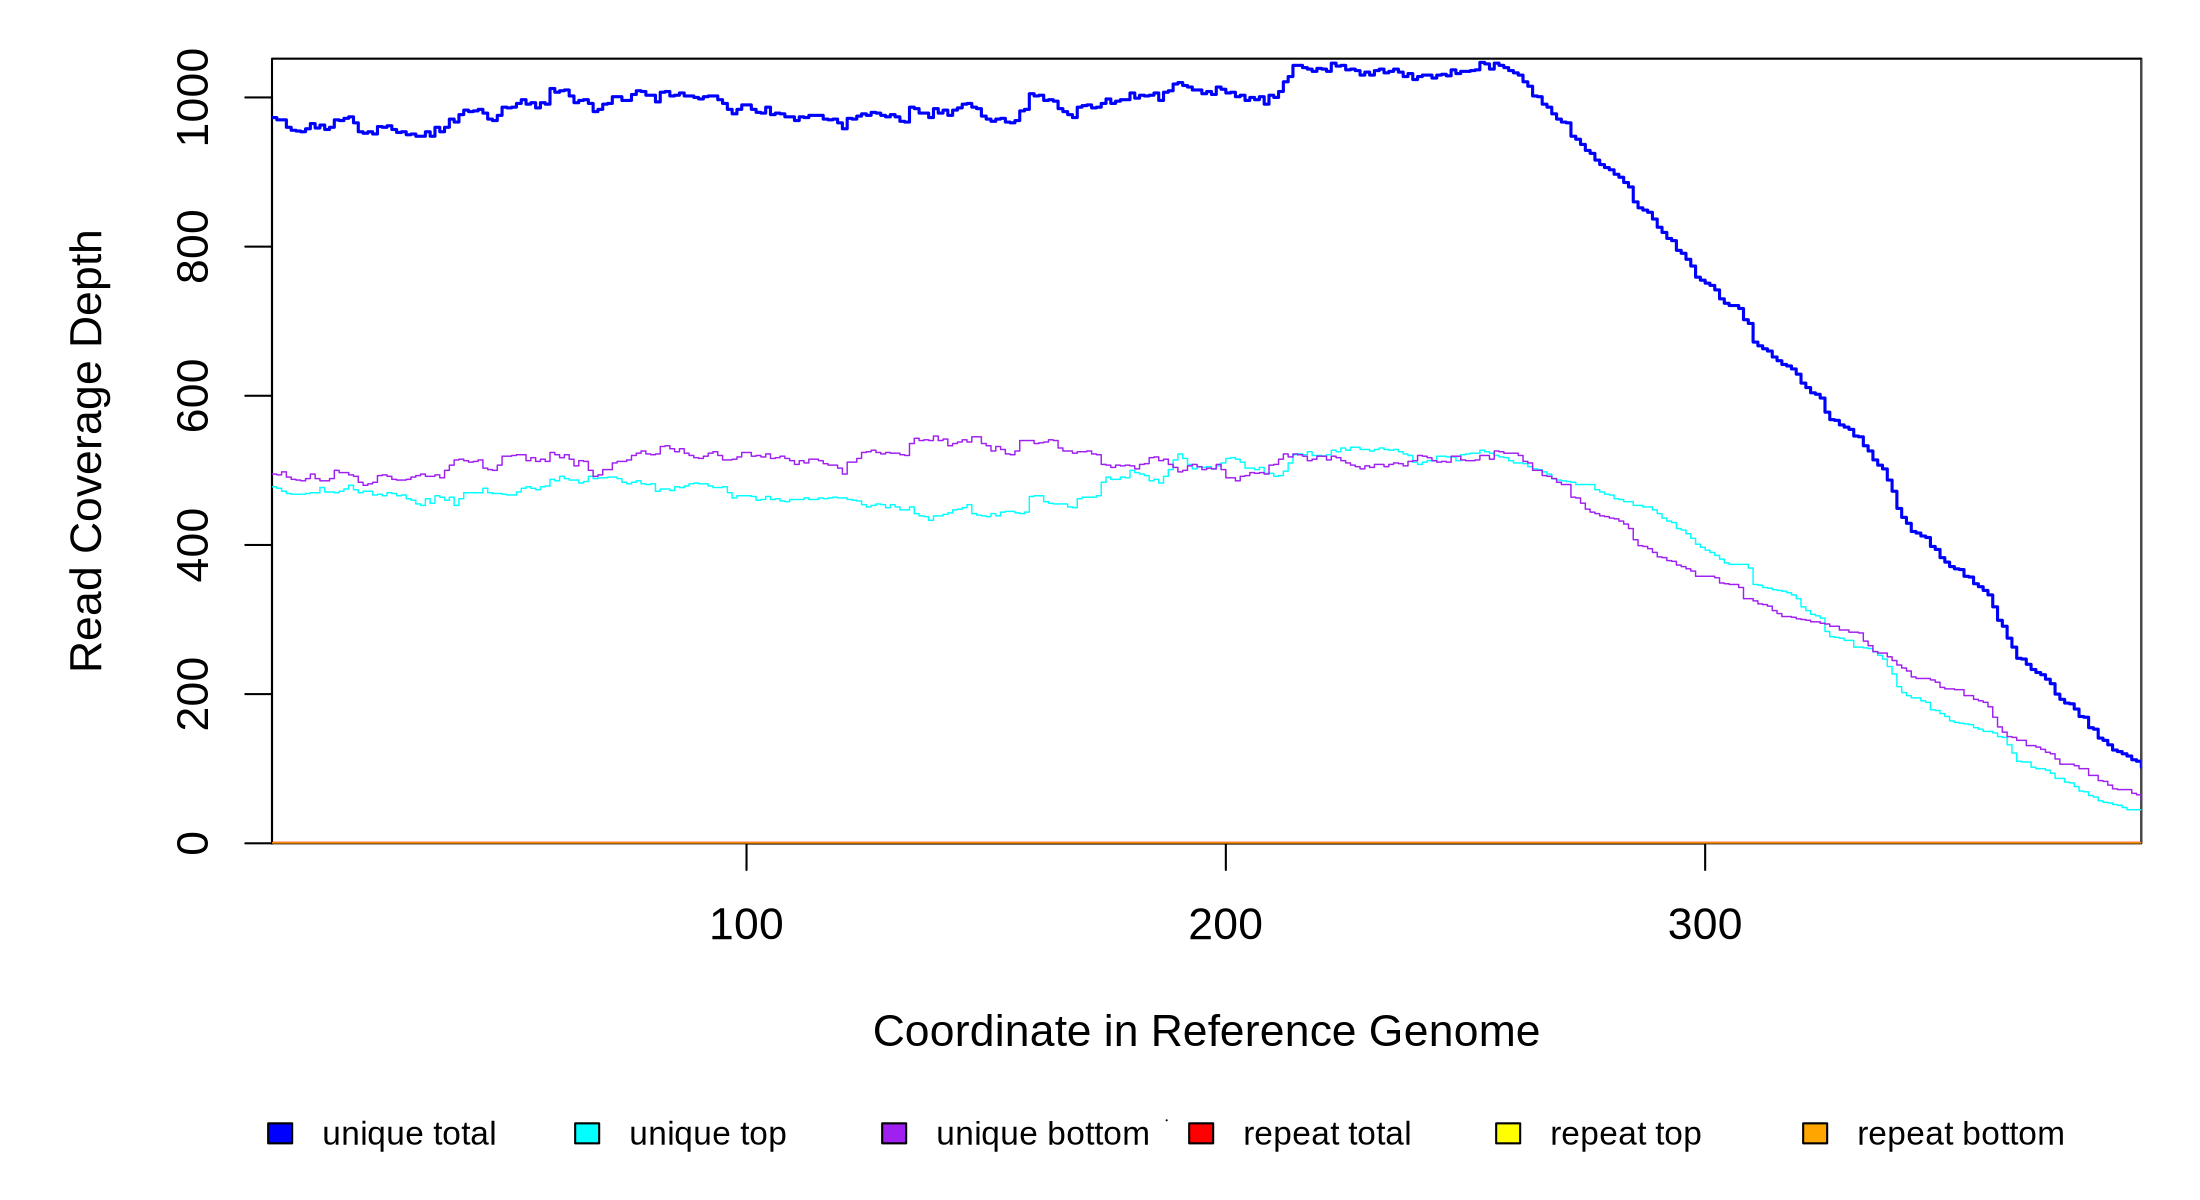 Read Coverage Depth
1000
800
600
400
200
0
100 200 300
Coordinate in Reference Genome
unique total unique top unique bottom repeat total repeat top repeat bottom